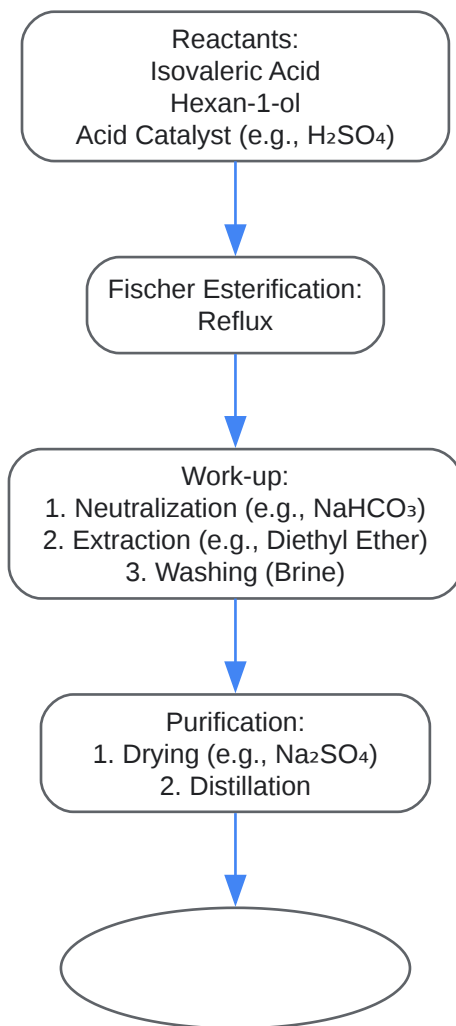 Reactants:
Isovaleric Acid
Hexan-1-ol
Acid Catalyst (e.g., H₂SO₄)
Fischer Esterification:
Reflux
Work-up:
1. Neutralization (e.g., NaHCO₃)
2. Extraction (e.g., Diethyl Ether)
3. Washing (Brine)
Purification:
1. Drying (e.g., Na₂SO₄)
2. Distillation